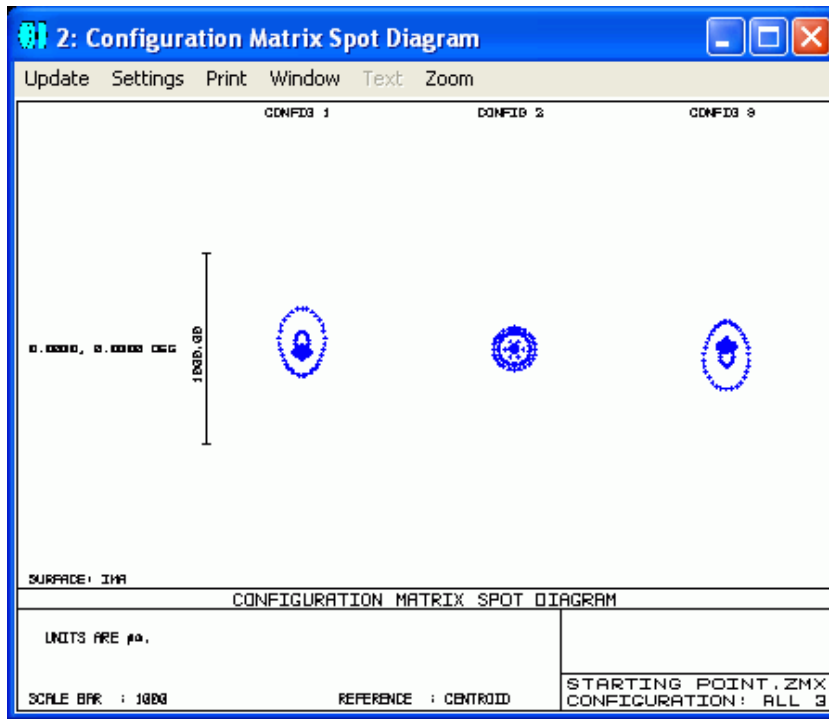 2: Configuration Matrix Spot Diagram
Update Settings Print Window Text Zoom
CONFIG 1 CONFIG 2 CONFIG 3
0.0000, 0.0000 DEG
1000.00
SURFACE: IMA
CONFIGURATION MATRIX SPOT DIAGRAM
UNITS ARE µm.
SCALE BAR : 1000 REFERENCE : CENTROID
STARTING POINT.ZMX
CONFIGURATION: ALL 3